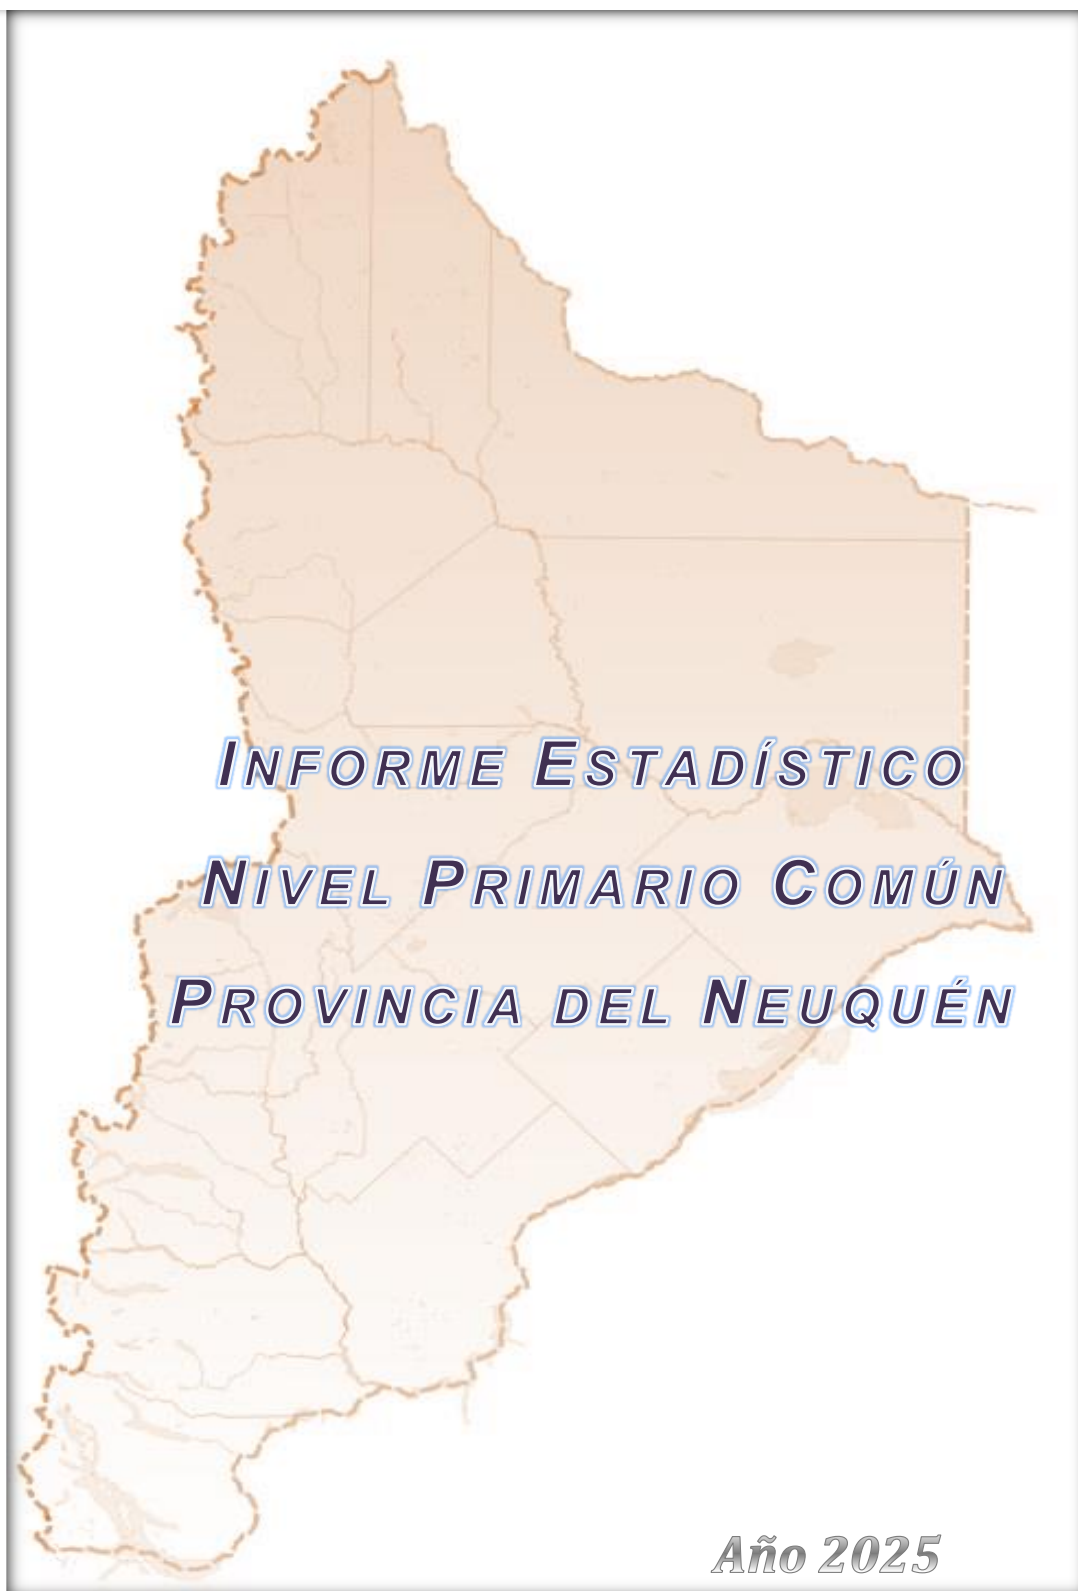 INFORME ESTADÍSTICO
NIVEL PRIMARIO COMÚN
PROVINCIA DEL NEUQUÉN
Año 2025